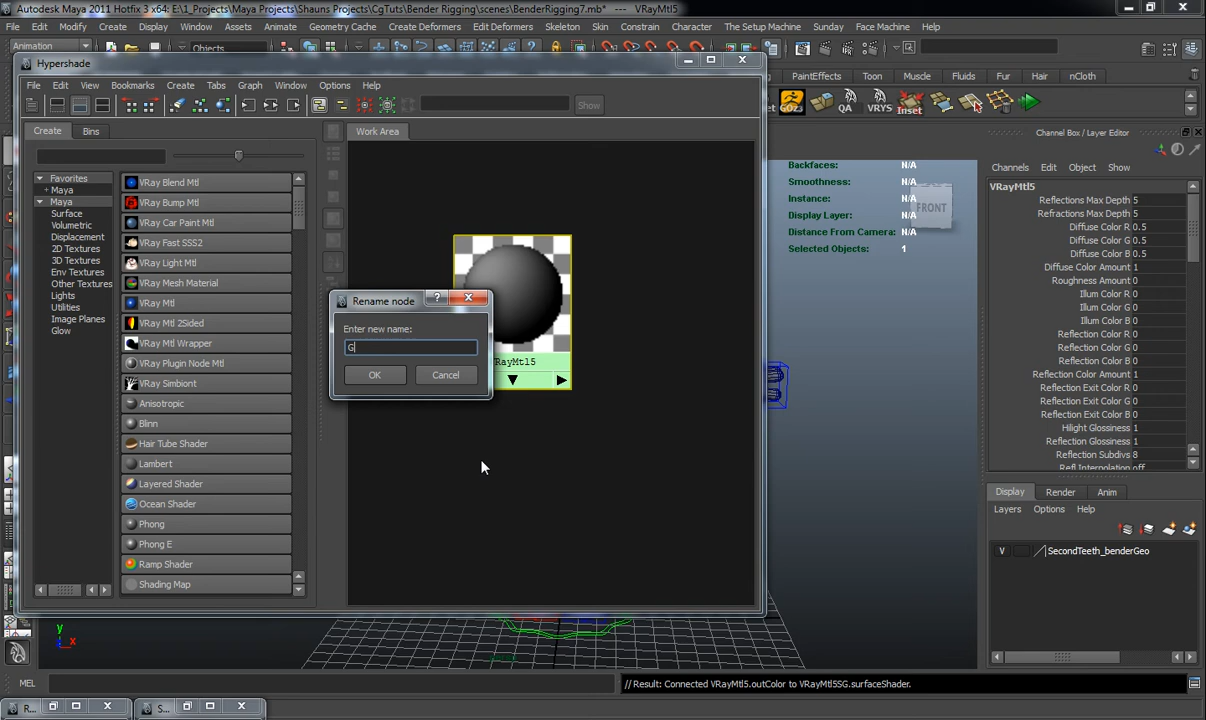 Autodesk Maya 2011 Hotfix 3 x64: E:\1_Projects\Maya Projects\Shauns Projects\CgTuts\Bender Rigging\scenes\BenderRigging7.mb* --- VRayMtl5
File Edit Modify Create Display Window Assets Animate Geometry Cache Create Deformers Edit Deformers Skeleton Skin Constrain Character The Setup Machine Sunday Face Machine Help
Animation Objects
Hypershade
PaintEffects Toon Muscle Fluids Fur Hair nCloth
File Edit View Bookmarks Create Tabs Graph Window Options Help
GOz3 QA VRYS Inset
Show
Create Bins
Work Area
Favorites
Maya
Maya
Surface
Volumetric
Displacement
2D Textures
3D Textures
Env Textures
Other Textures
Lights
Utilities
Image Planes
Glow
VRay Blend Mtl
VRay Bump Mtl
VRay Car Paint Mtl
VRay Fast SSS2
VRay Light Mtl
VRay Mesh Material
VRay Mtl
VRay Mtl 2Sided
VRay Mtl Wrapper
VRay Plugin Node Mtl
VRay Simbiont
Anisotropic
Blinn
Hair Tube Shader
Lambert
Layered Shader
Ocean Shader
Phong
Phong E
Ramp Shader
Shading Map
Rename node
Enter new name:
G
OK Cancel
RayMtl5
Backfaces: N/A
Smoothness: N/A
Instance: N/A
Display Layer: N/A
Distance From Camera: N/A
Selected Objects: 1
FRONT
Channel Box / Layer Editor
Channels Edit Object Show
VRayMtl5
Reflections Max Depth 5
Refractions Max Depth 5
Diffuse Color R 0.5
Diffuse Color G 0.5
Diffuse Color B 0.5
Diffuse Color Amount 1
Roughness Amount 0
Illum Color R 0
Illum Color G 0
Illum Color B 0
Reflection Color R 0
Reflection Color G 0
Reflection Color B 0
Reflection Color Amount 1
Reflection Exit Color R 0
Reflection Exit Color G 0
Reflection Exit Color B 0
Hilight Glossiness 1
Reflection Glossiness 1
Reflection Subdivs 8
Refl Interpolation off
Display Render Anim
Layers Options Help
V SecondTeeth_benderGeo
y
x
MEL
// Result: Connected VRayMtl5.outColor to VRayMtl5SG.surfaceShader.
R... S...